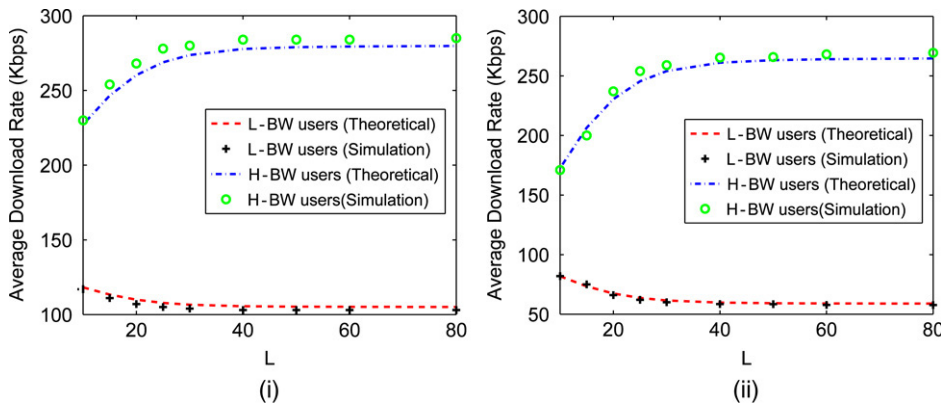 300
250
200
150
100
Average Download Rate (Kbps)
L-BW users (Theoretical)
L-BW users (Simulation)
H-BW users (Theoretical)
H-BW users(Simulation)
20 40 60 80
L
(i)
300
250
200
150
100
50
Average Download Rate (Kbps)
L-BW users (Theoretical)
L-BW users (Simulation)
H-BW users (Theoretical)
H-BW users(Simulation)
20 40 60 80
L
(ii)